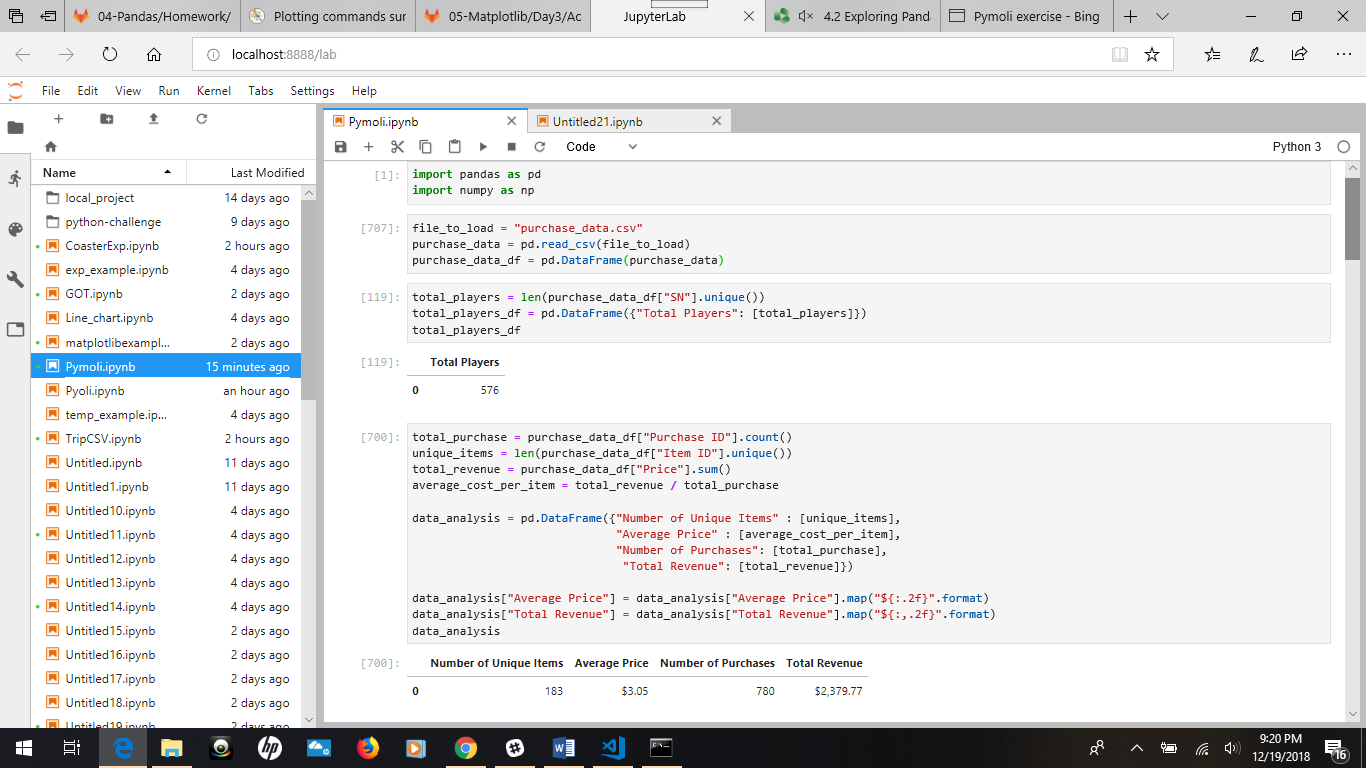 04-Pandas/Homework/
Plotting commands sur
05-Matplotlib/Day3/Ac
JupyterLab
4.2 Exploring Pand
Pymoli exercise - Bing
localhost:8888/lab
File Edit View Run Kernel Tabs Settings Help
Pymoli.ipynb
Untitled21.ipynb
Code
Python 3
Name Last Modified
local_project 14 days ago
python-challenge 9 days ago
CoasterExp.ipynb 2 hours ago
exp_example.ipynb 4 days ago
GOT.ipynb 2 days ago
Line_chart.ipynb 4 days ago
matplotlibexampl... 2 days ago
Pymoli.ipynb 15 minutes ago
Pyoli.ipynb an hour ago
temp_example.ip... 4 days ago
TripCSV.ipynb 2 hours ago
Untitled.ipynb 11 days ago
Untitled1.ipynb 11 days ago
Untitled10.ipynb 4 days ago
Untitled11.ipynb 4 days ago
Untitled12.ipynb 4 days ago
Untitled13.ipynb 4 days ago
Untitled14.ipynb 4 days ago
Untitled15.ipynb 2 days ago
Untitled16.ipynb 2 days ago
Untitled17.ipynb 2 days ago
Untitled18.ipynb 2 days ago
Untitled19.ipynb 2 days ago
[1]: import pandas as pd
import numpy as np
[707]: file_to_load = "purchase_data.csv"
purchase_data = pd.read_csv(file_to_load)
purchase_data_df = pd.DataFrame(purchase_data)
[119]: total_players = len(purchase_data_df["SN"].unique())
total_players_df = pd.DataFrame({"Total Players": [total_players]})
total_players_df
[119]: Total Players
0 576
[700]: total_purchase = purchase_data_df["Purchase ID"].count()
unique_items = len(purchase_data_df["Item ID"].unique())
total_revenue = purchase_data_df["Price"].sum()
average_cost_per_item = total_revenue / total_purchase
data_analysis = pd.DataFrame({"Number of Unique Items" : [unique_items],
"Average Price" : [average_cost_per_item],
"Number of Purchases": [total_purchase],
"Total Revenue": [total_revenue]})
data_analysis["Average Price"] = data_analysis["Average Price"].map("${:.2f}".format)
data_analysis["Total Revenue"] = data_analysis["Total Revenue"].map("${:,.2f}".format)
data_analysis
[700]: Number of Unique Items Average Price Number of Purchases Total Revenue
0 183 $3.05 780 $2,379.77
hp
9:20 PM
12/19/2018
16